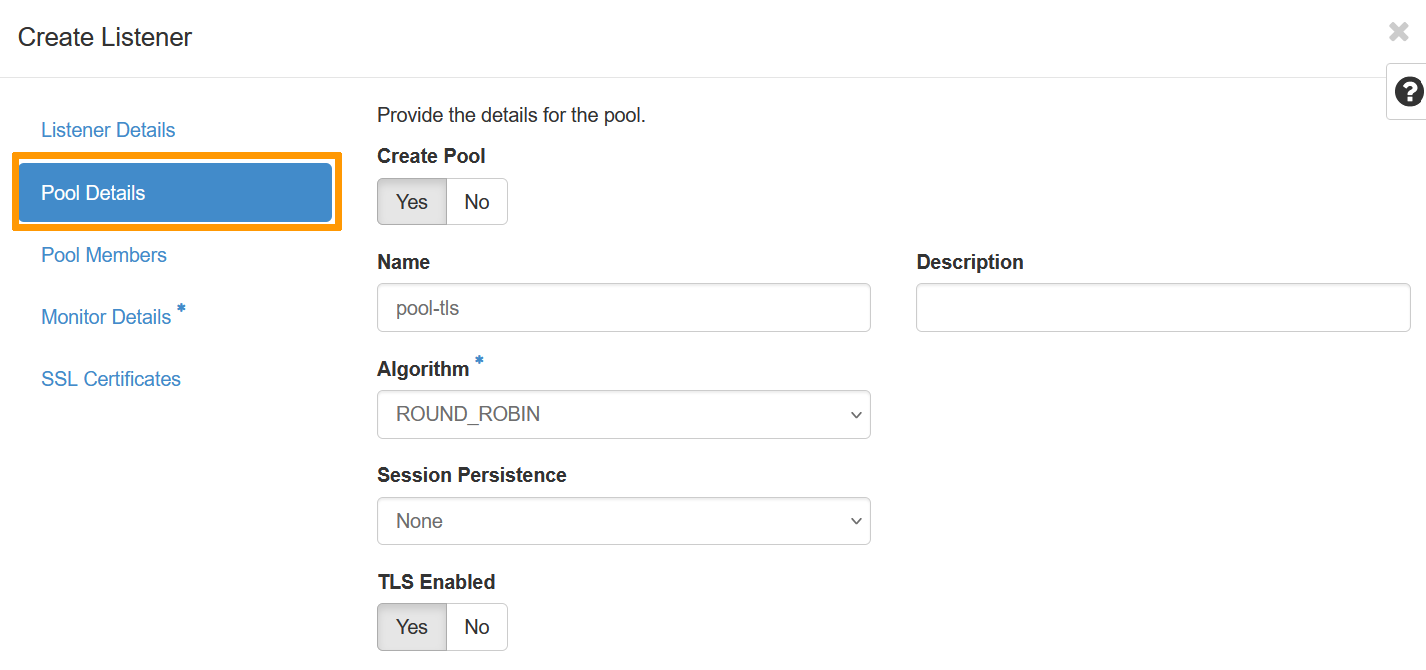 Create Listener
Listener Details
Pool Details
Pool Members
Monitor Details *
SSL Certificates
Provide the details for the pool.
Create Pool
Yes No
Name
pool-tls
Description
Algorithm *
ROUND_ROBIN
Session Persistence
None
TLS Enabled
Yes No